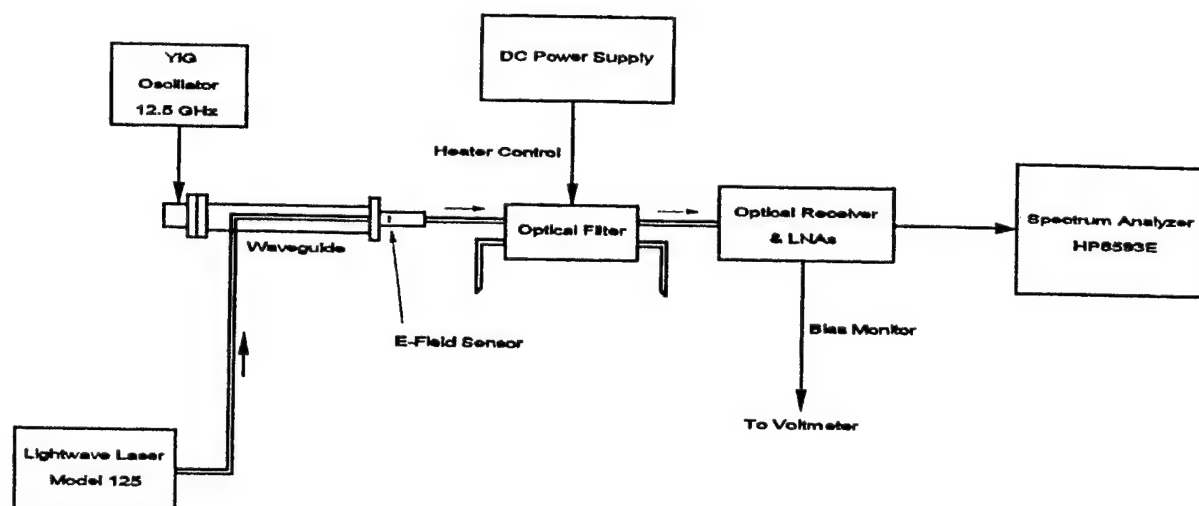 YIG
Oscillator
12.5 GHz
DC Power Supply
Heater Control
Optical Filter
Optical Receiver
& LNAs
Spectrum Analyzer
HP8593E
Waveguide
E-Field Sensor
Bias Monitor
To Voltmeter
Lightwave Laser
Model 125